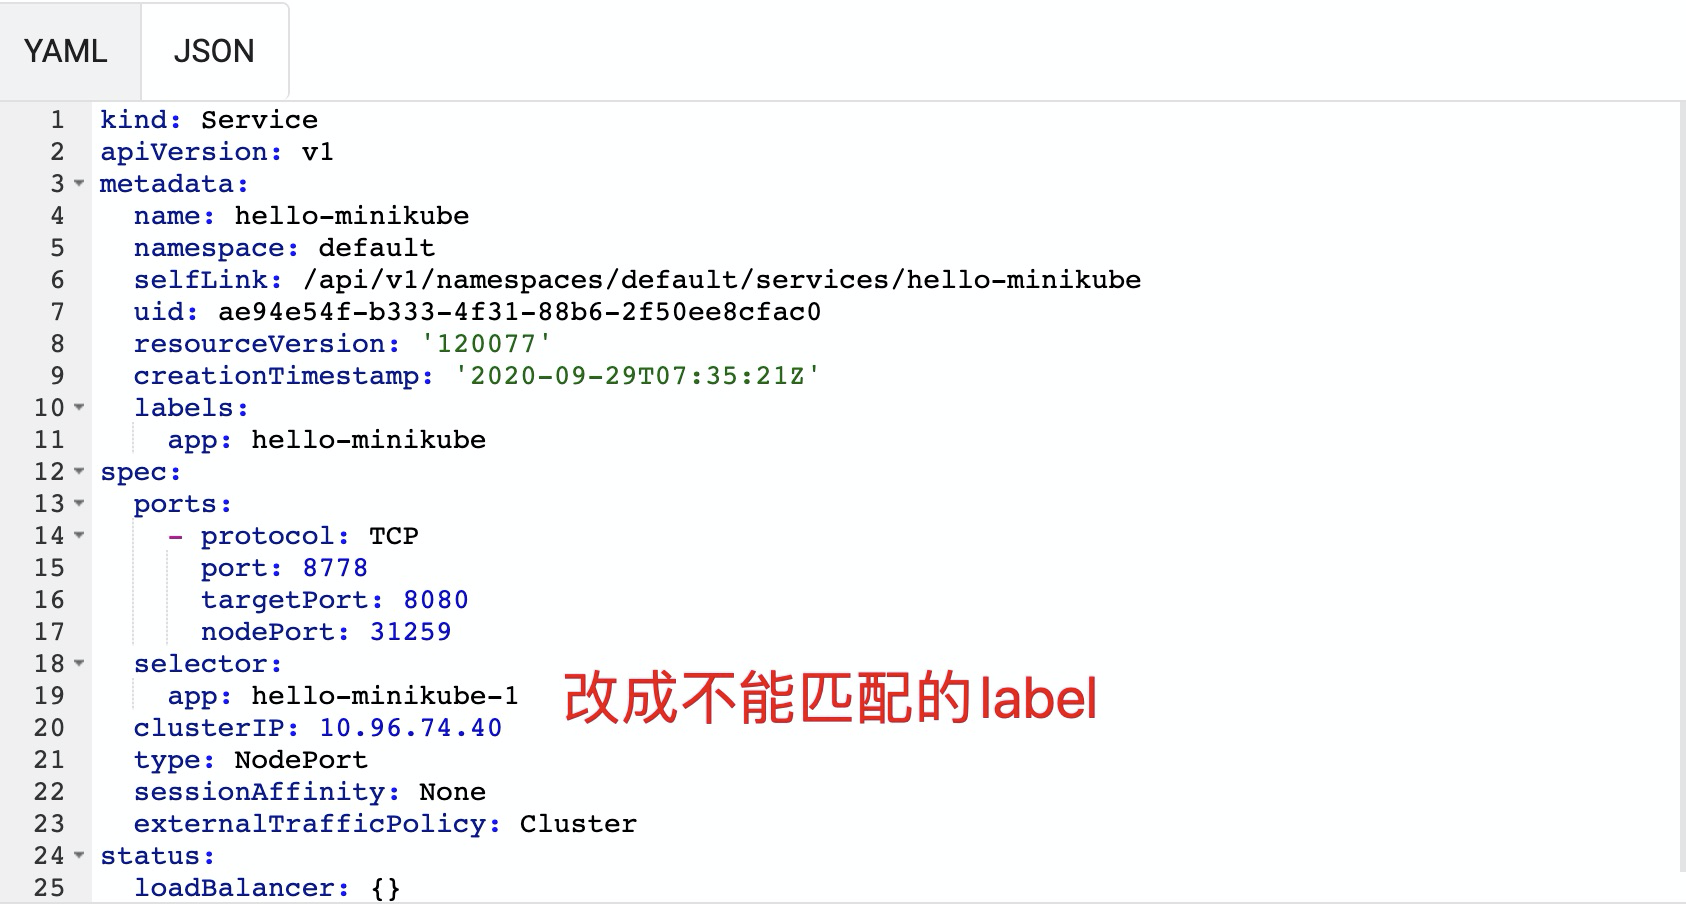 YAML JSON
1 kind: Service
2 apiVersion: v1
3 metadata:
4 name: hello-minikube
5 namespace: default
6 selfLink: /api/v1/namespaces/default/services/hello-minikube
7 uid: ae94e54f-b333-4f31-88b6-2f50ee8cfac0
8 resourceVersion: '120077'
9 creationTimestamp: '2020-09-29T07:35:21Z'
10 labels:
11 app: hello-minikube
12 spec:
13 ports:
14 - protocol: TCP
15 port: 8778
16 targetPort: 8080
17 nodePort: 31259
18 selector:
19 app: hello-minikube-1 改成不能匹配的label
20 clusterIP: 10.96.74.40
21 type: NodePort
22 sessionAffinity: None
23 externalTrafficPolicy: Cluster
24 status:
25 loadBalancer: {}